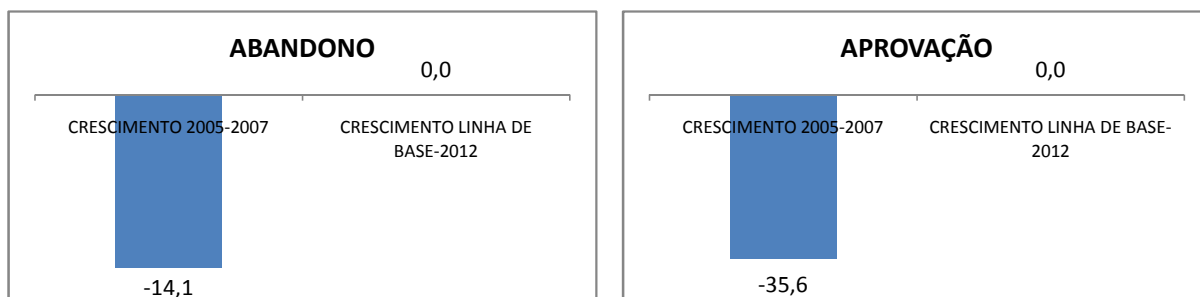 ABANDONO
0,0
CRESCIMENTO 2005-2007
CRESCIMENTO LINHA DE
BASE-2012
-14,1
APROVAÇÃO
0,0
CRESCIMENTO 2005-2007
CRESCIMENTO LINHA DE BASE-
2012
-35,6